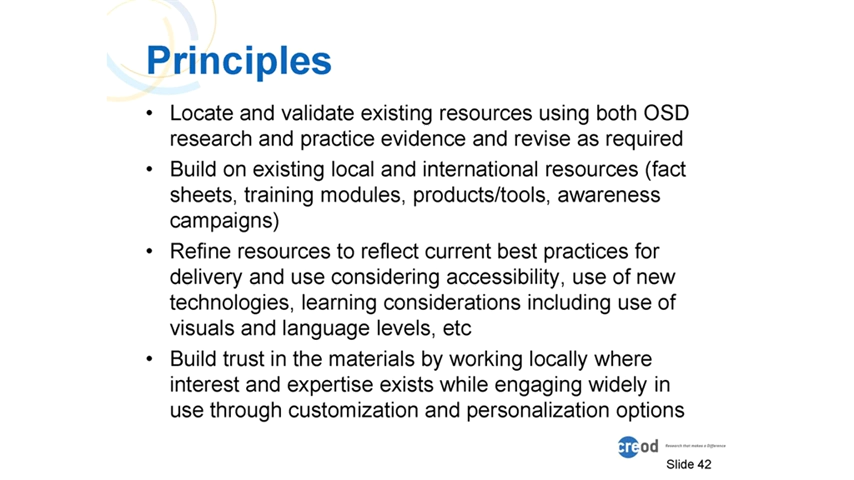 Principles
• Locate and validate existing resources using both OSD
research and practice evidence and revise as required
• Build on existing local and international resources (fact
sheets, training modules, products/tools, awareness
campaigns)
• Refine resources to reflect current best practices for
delivery and use considering accessibility, use of new
technologies, learning considerations including use of
visuals and language levels, etc
• Build trust in the materials by working locally where
interest and expertise exists while engaging widely in
use through customization and personalization options
creod Research that makes a difference
Slide 42